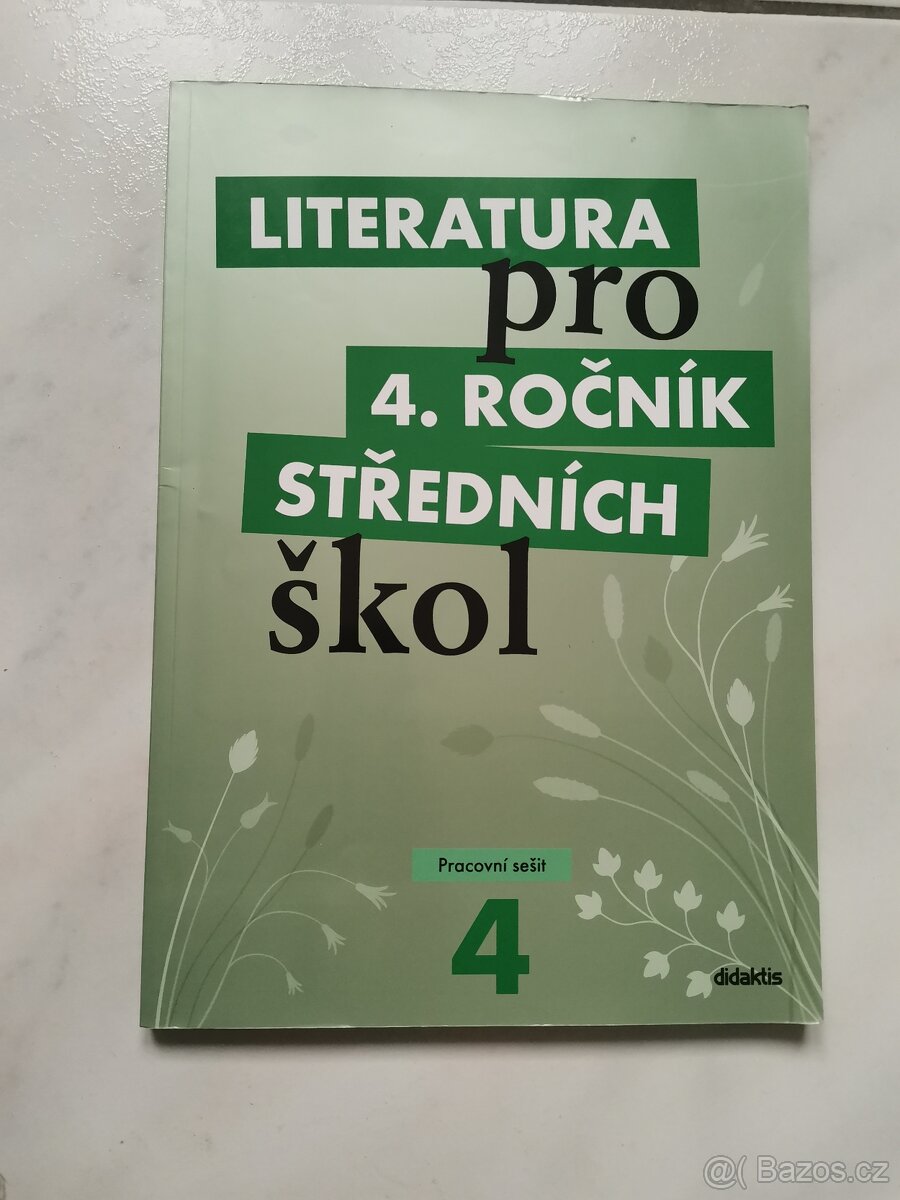 LITERATURA
pro
4. ROČNÍK
STŘEDNÍCH
škol
Pracovní sešit
4
didaktis
@( Bazos.cz